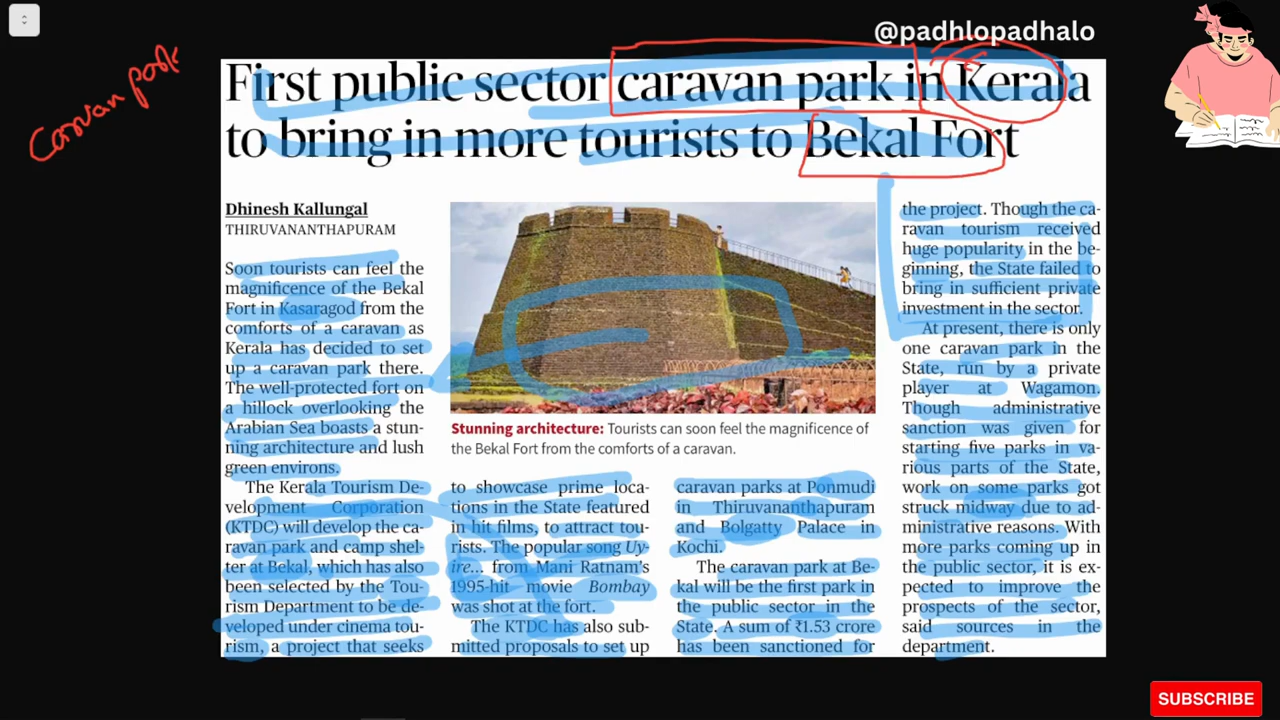 @padhlopadhalo
Caravan park
First public sector caravan park in Kerala
to bring in more tourists to Bekal Fort
Dhinesh Kallungal
THIRUVANANTHAPURAM
Soon tourists can feel the
magnificence of the Bekal
Fort in Kasaragod from the
comforts of a caravan as
Kerala has decided to set
up a caravan park there.
The well-protected fort on
a hillock overlooking the
Arabian Sea boasts a stun-
ning architecture and lush
green environs.
The Kerala Tourism De-
velopment Corporation
(KTDC) will develop the ca-
ravan park and camp shel-
ter at Bekal, which has also
been selected by the Tou-
rism Department to be de-
veloped under cinema tou-
rism, a project that seeks
Stunning architecture: Tourists can soon feel the magnificence of
the Bekal Fort from the comforts of a caravan.
to showcase prime loca-
tions in the State featured
in hit films, to attract tou-
rists. The popular song Uy-
ire... from Mani Ratnam's
1995-hit movie Bombay
was shot at the fort.
The KTDC has also sub-
mitted proposals to set up
caravan parks at Ponmudi
in Thiruvananthapuram
and Bolgatty Palace in
Kochi.
The caravan park at Be-
kal will be the first park in
the public sector in the
State. A sum of ₹1.53 crore
has been sanctioned for
the project. Though the ca-
ravan tourism received
huge popularity in the be-
ginning, the State failed to
bring in sufficient private
investment in the sector.
At present, there is only
one caravan park in the
State, run by a private
player at Wagamon.
Though administrative
sanction was given for
starting five parks in va-
rious parts of the State,
work on some parks got
struck midway due to ad-
ministrative reasons. With
more parks coming up in
the public sector, it is ex-
pected to improve the
prospects of the sector,
said sources in the
department.
SUBSCRIBE